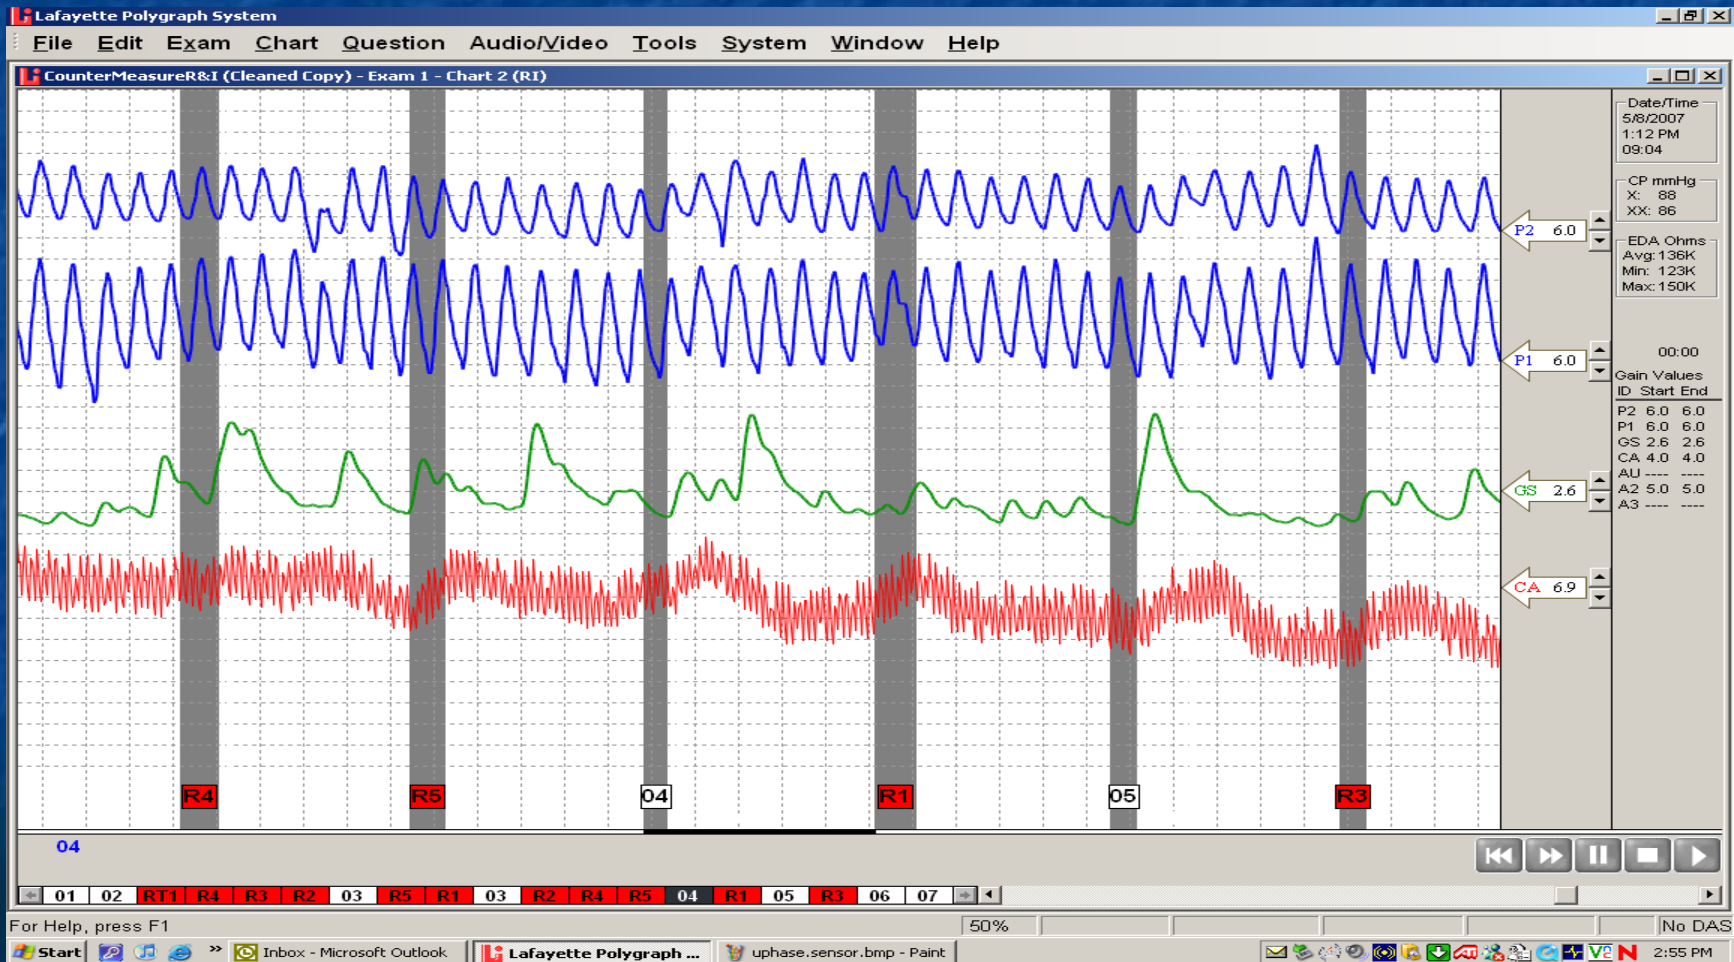 Lafayette Polygraph System
File Edit Exam Chart Question Audio/Video Tools System Window Help
CounterMeasureR&I (Cleaned Copy) - Exam 1 - Chart 2 (RI)
Date/Time
5/8/2007
1:12 PM
09:04
CP mmHg
X: 88
XX: 86
P2 6.0
EDA Ohms
Avg:136K
Min: 123K
Max:150K
P1 6.0
00:00
Gain Values
ID Start End
P2 6.0 6.0
P1 6.0 6.0
GS 2.6 2.6
CA 4.0 4.0
AU ---- ----
A2 5.0 5.0
A3 ---- ----
GS 2.6
CA 6.9
R4 R5 04 R1 05 R3
04
01 02 RT1 R4 R3 R2 03 R5 R1 03 R2 R4 R5 04 R1 05 R3 06 07
For Help, press F1 50% No DAS
Start » Inbox - Microsoft Outlook Lafayette Polygraph ... uphase.sensor.bmp - Paint 2:55 PM